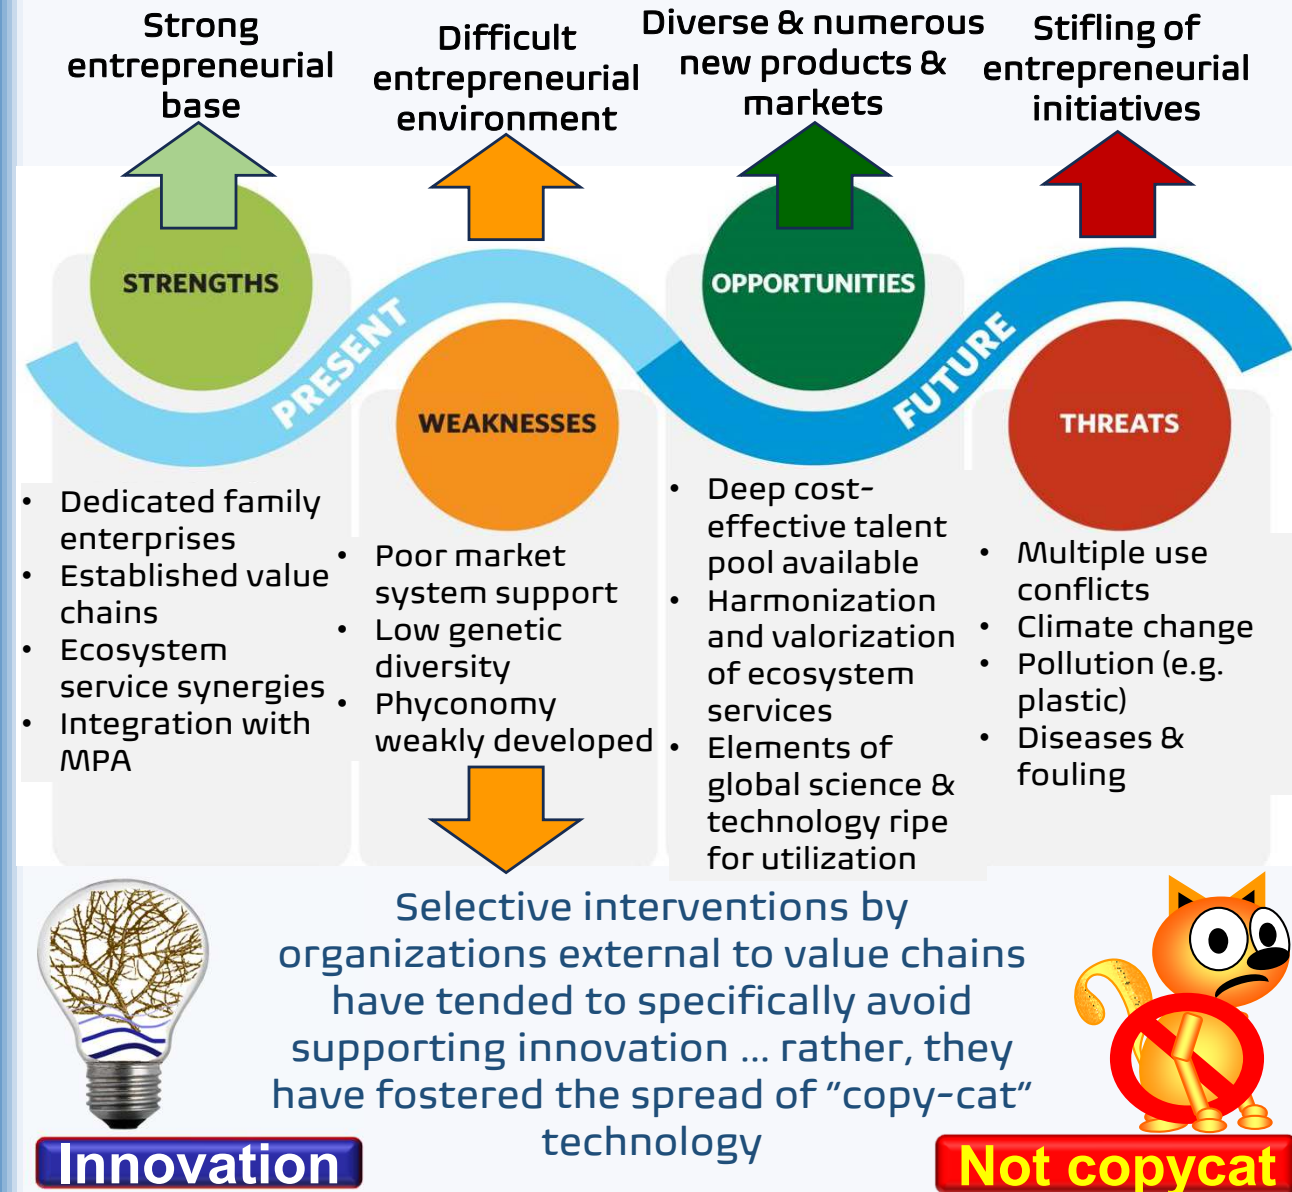 Strong
entrepreneurial
base
Difficult
entrepreneurial
environment
Diverse & numerous
new products &
markets
Stifling of
entrepreneurial
initiatives
STRENGTHS
PRESENT
WEAKNESSES
OPPORTUNITIES
FUTURE
THREATS
• Dedicated family
enterprises
• Established value
chains
• Ecosystem
service synergies
• Integration with
MPA
• Poor market
system support
• Low genetic
diversity
• Phyconomy
weakly developed
• Deep cost-
effective talent
pool available
• Harmonization
and valorization
of ecosystem
services
• Elements of
global science &
technology ripe
for utilization
• Multiple use
conflicts
• Climate change
• Pollution (e.g.
plastic)
• Diseases &
fouling
Selective interventions by
organizations external to value chains
have tended to specifically avoid
supporting innovation ... rather, they
have fostered the spread of "copy-cat"
technology
Innovation
Not copycat